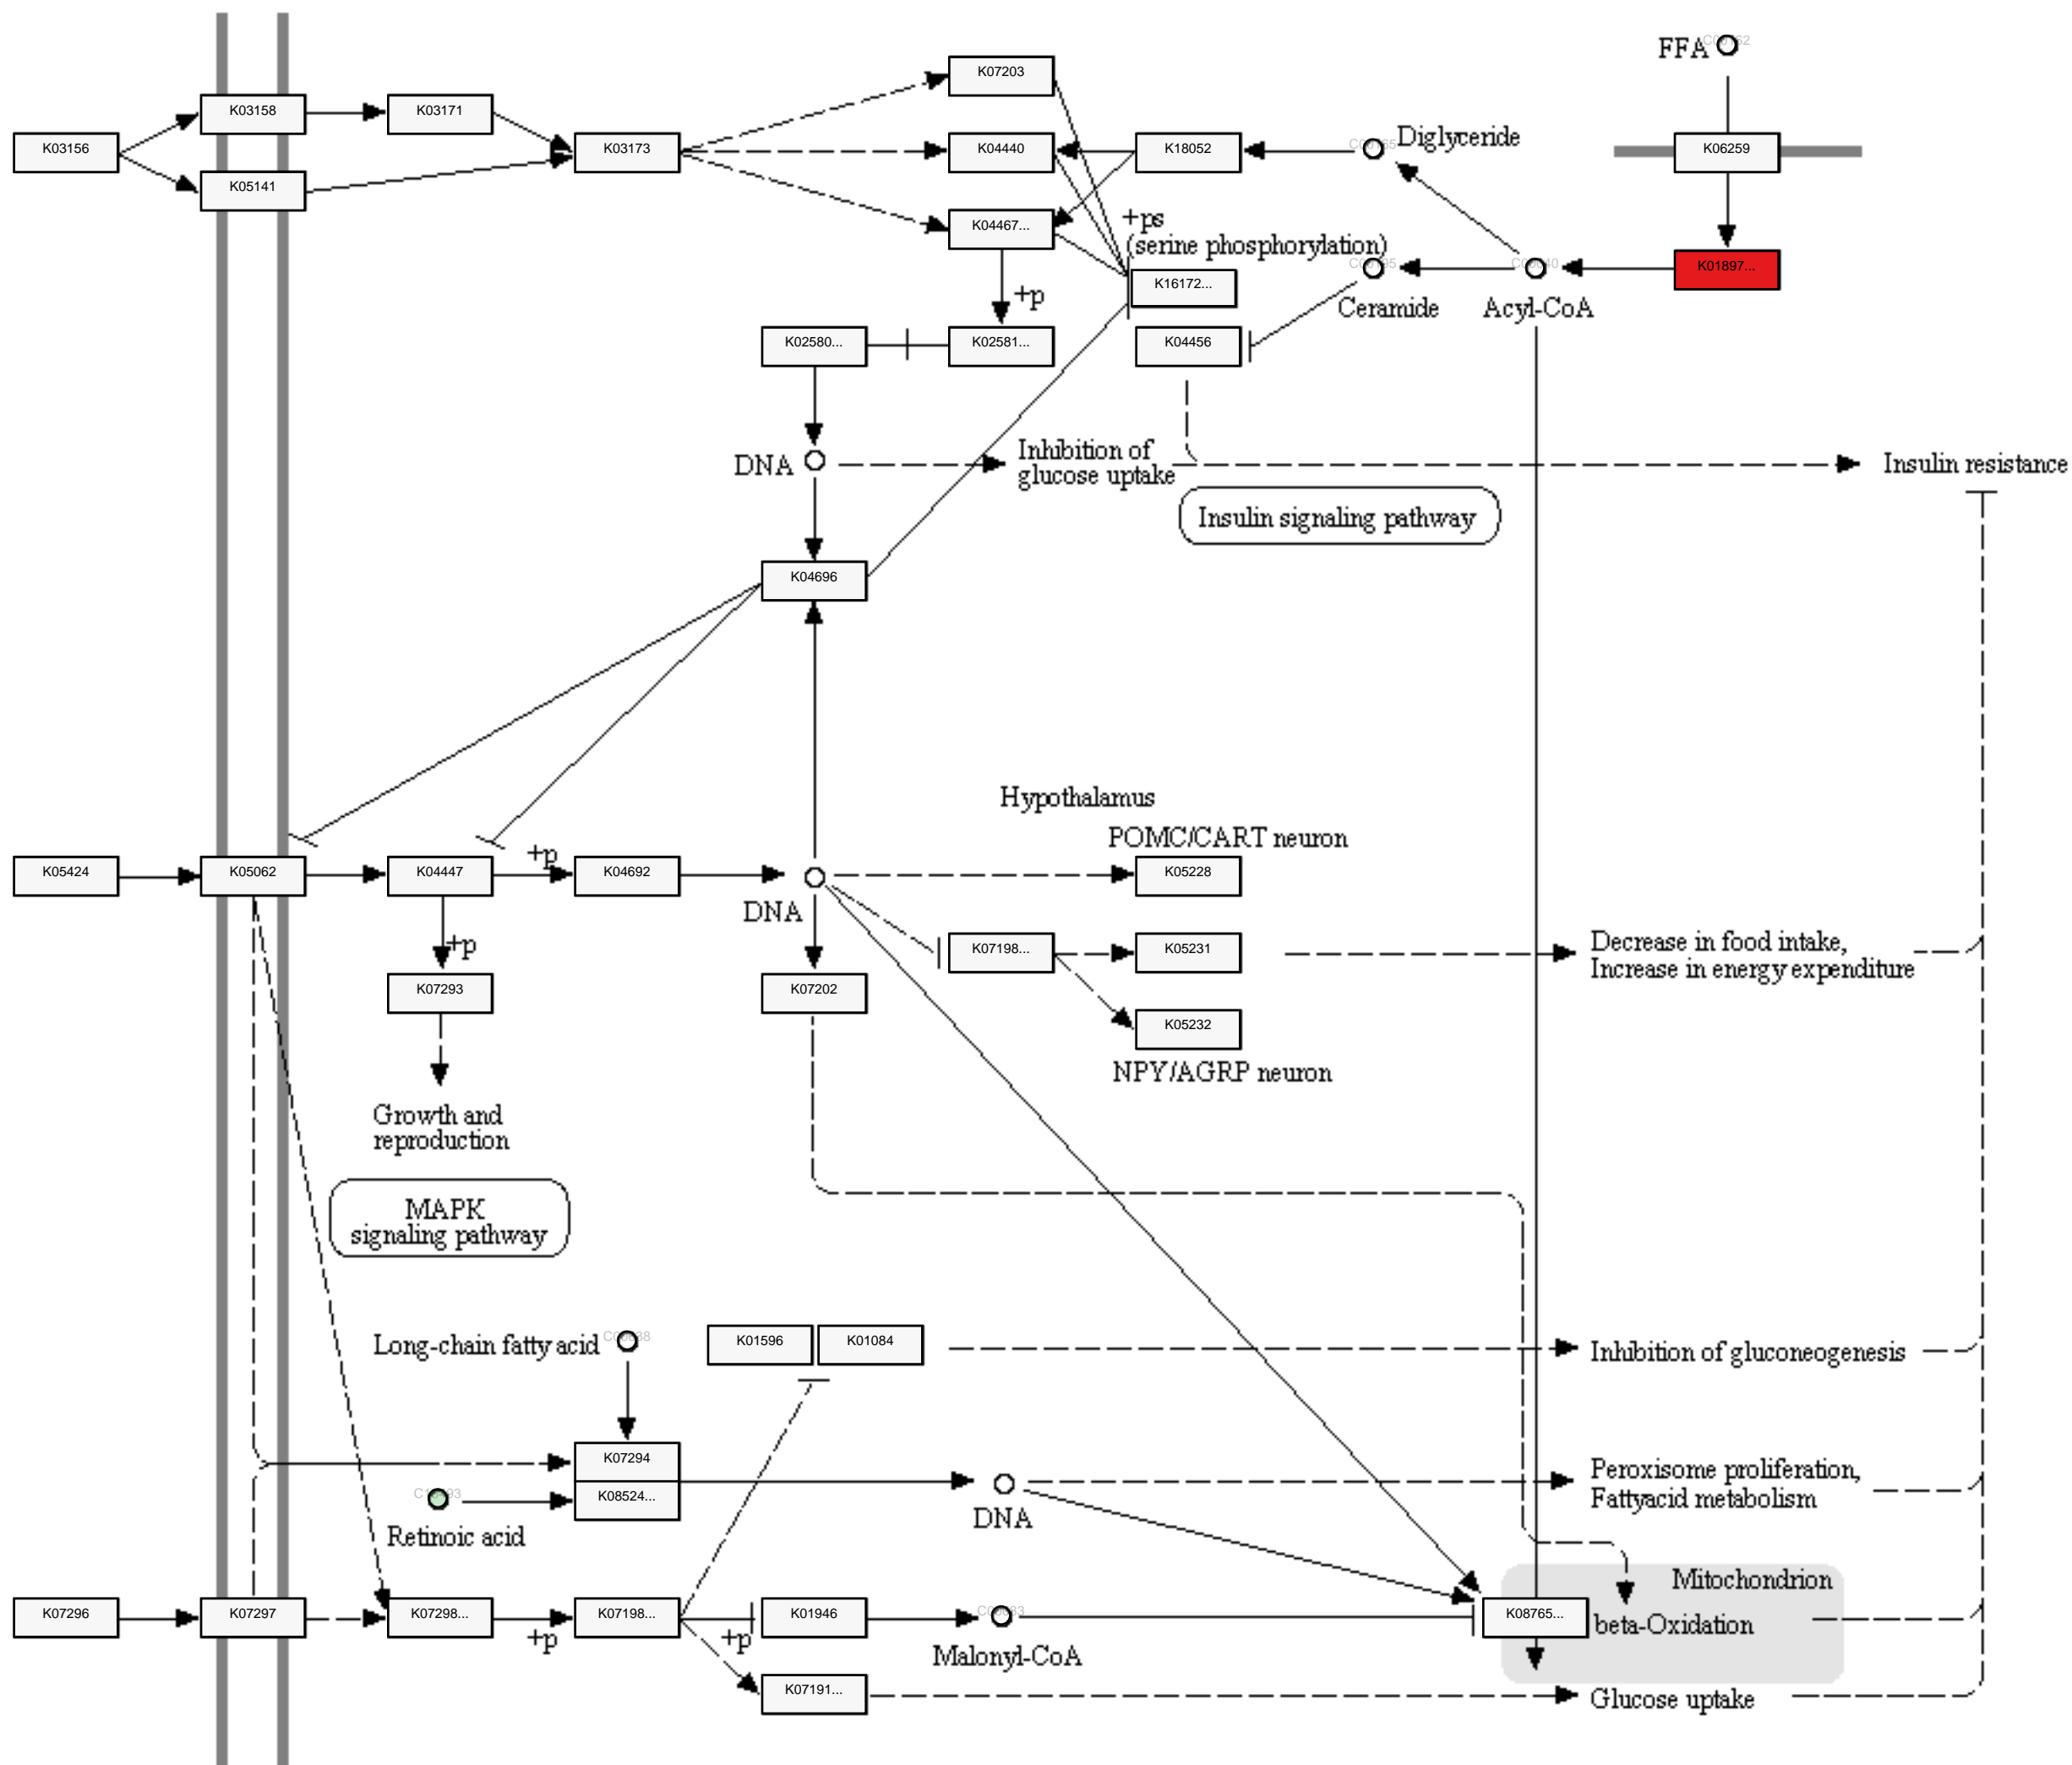 FFA
K07203
K03158
K03171
K03156
K03173
K04440
K18052
Diglyceride
K06259
K05141
K04467...
+ps
(serine phosphorylation)
K01897...
K16172...
+p
Ceramide
Acyl-CoA
K02580...
K02581...
K04456
DNA
Inhibition of
glucose uptake
Insulin resistance
Insulin signaling pathway
K04696
Hypothalamus
POMC/CART neuron
+p
K05424
K05062
K04447
K04692
K05228
DNA
+p
K07198...
K05231
Decrease in food intake,
Increase in energy expenditure
K07293
K07202
K05232
NPY/AGRP neuron
Growth and
reproduction
MAPK
signaling pathway
Long-chain fatty acid
K01596
K01084
Inhibition of gluconeogenesis
K07294
Peroxisome proliferation,
Fattyacid metabolism
K08524...
DNA
Retinoic acid
Mitochondrion
K07296
K07297
K07298...
K07198...
K01946
K08765...
beta-Oxidation
+p
+p
Malonyl-CoA
K07191...
Glucose uptake